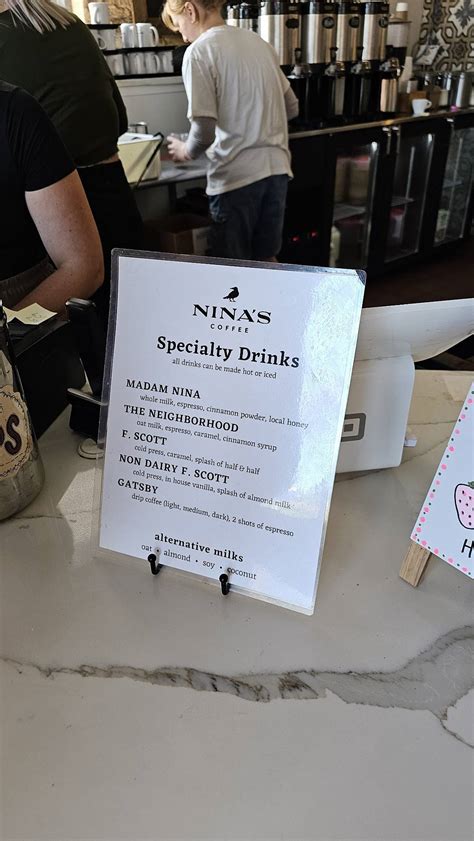 NINA'S
COFFEE
Specialty Drinks
all drinks can be made hot or iced
MADAM NINA
whole milk, espresso, cinnamon powder, local honey
THE NEIGHBORHOOD
oat milk, espresso, caramel, cinnamon syrup
F. SCOTT
cold press, caramel, splash of half & half
NON DAIRY F. SCOTT
cold press, in house vanilla, splash of almond milk
GATSBY
drip coffee (light, medium, dark), 2 shots of espresso
alternative milks
oat • almond • soy • coconut